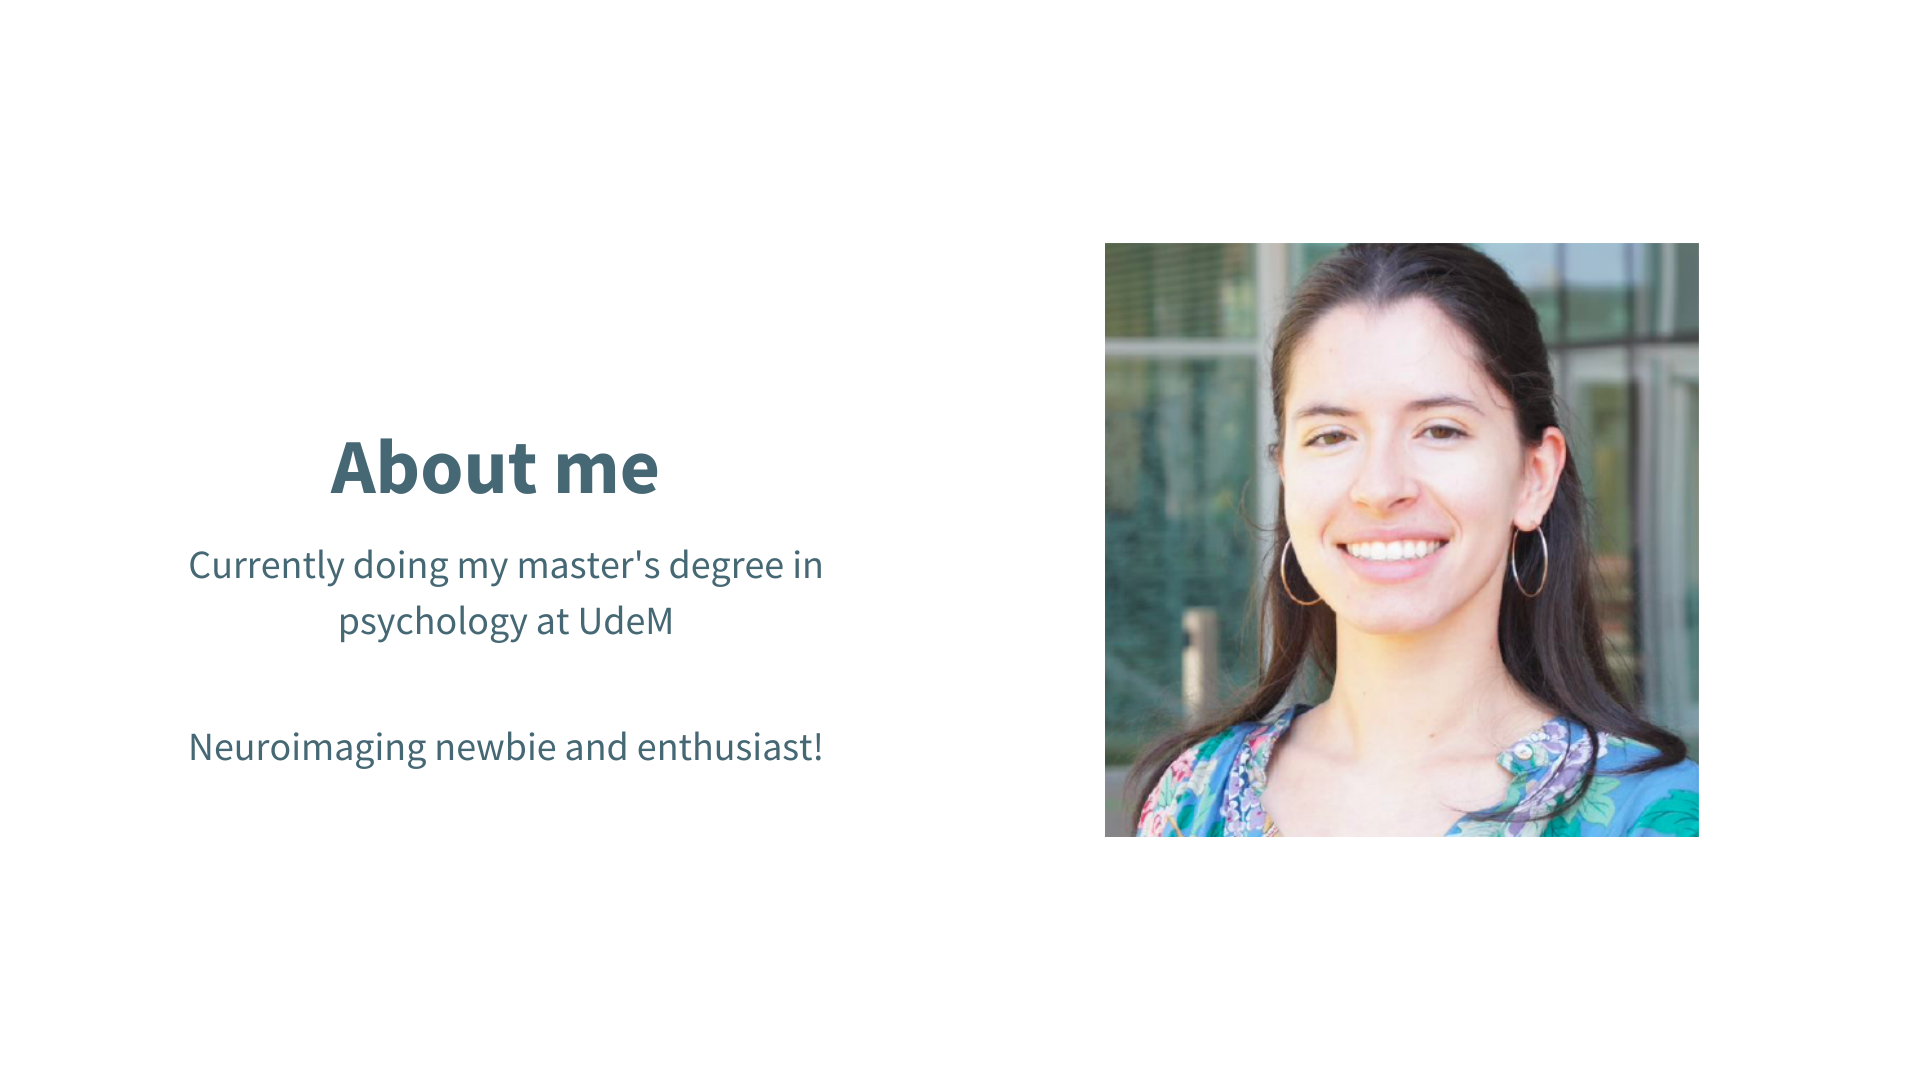 About me
Currently doing my master's degree in
psychology at UdeM
Neuroimaging newbie and enthusiast!